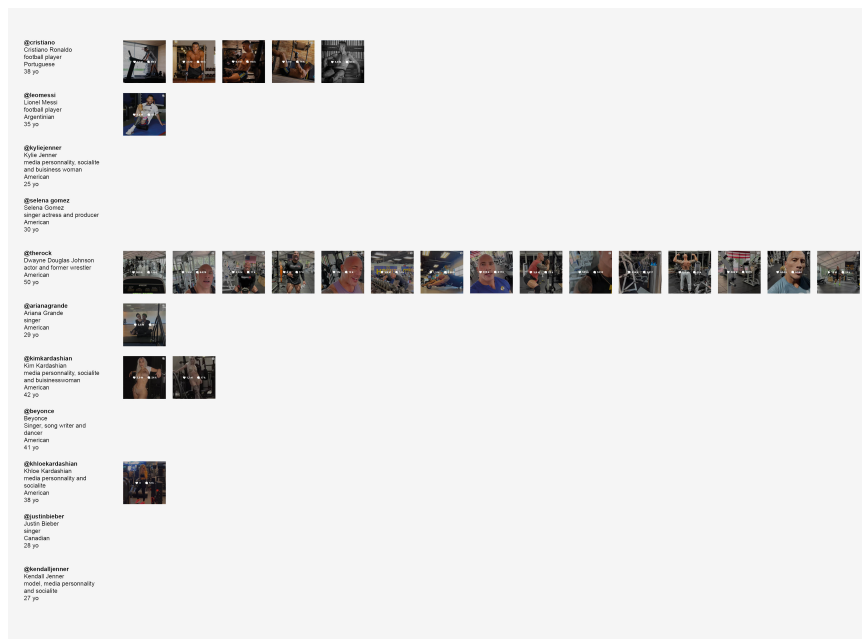 @cristiano
Cristiano Ronaldo
football player
Portuguese
38 yo
@leomessi
Lionel Messi
football player
Argentinian
35 yo
@kyliejenner
Kylie Jenner
media personnality, socialite
and buisiness woman
American
25 yo
@selena gomez
Selena Gomez
singer actress and producer
American
30 yo
@therock
Dwayne Douglas Johnson
actor and former wrestler
American
50 yo
@arianagrande
Ariana Grande
singer
American
29 yo
@kimkardashian
Kim Kardashian
media personnality, socialite
and buisinesswoman
American
42 yo
@beyonce
Beyonce
Singer, song writer and
dancer
American
41 yo
@khloekardashian
Khloe Kardashian
media personnality and
socialite
American
38 yo
@justinbieber
Justin Bieber
singer
Canadian
28 yo
@kendalljenner
Kendall Jenner
model, media personnality
and socialite
27 yo